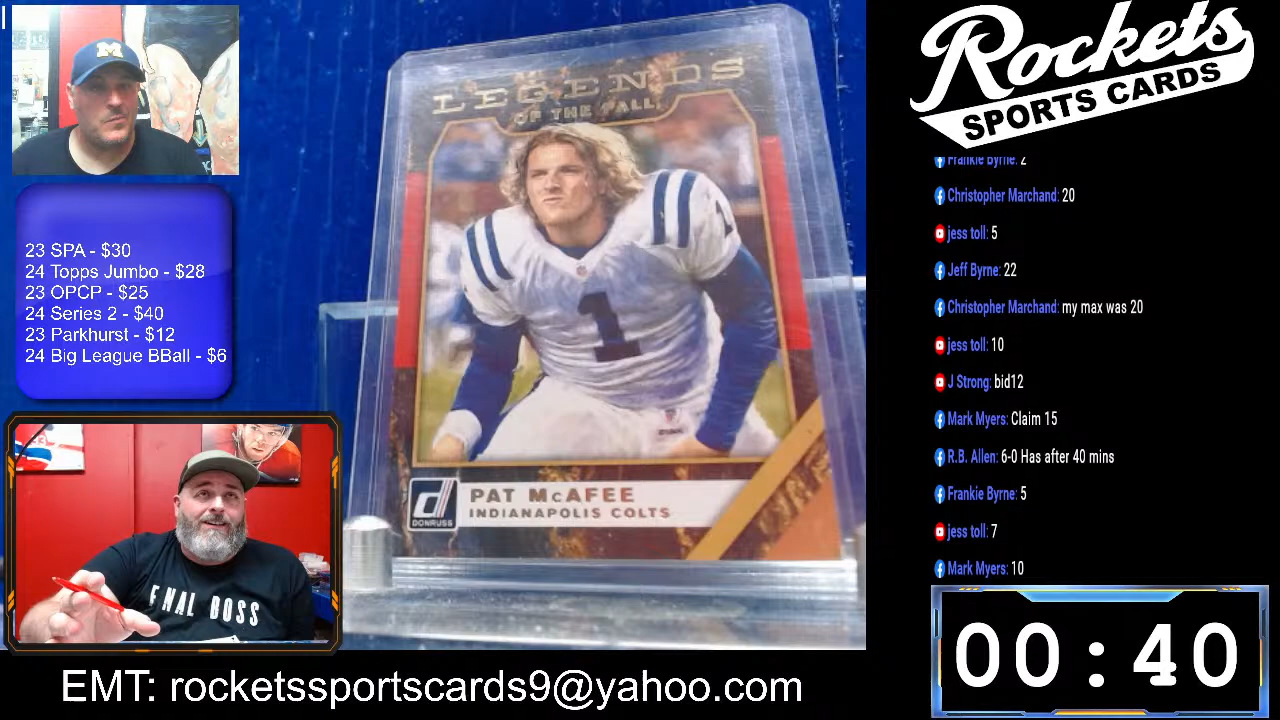 M
23 SPA - $30
24 Topps Jumbo - $28
23 OPCP - $25
24 Series 2 - $40
23 Parkhurst - $12
24 Big League BBall - $6
FNAL BOSS
LEGENDS
OF THE FALL
1
1
PAT McAFEE
INDIANAPOLIS COLTS
d
DONRUSS
Rockets
SPORTS CARDS
Frankie Byrne: 2
Christopher Marchand: 20
jess toll: 5
Jeff Byrne: 22
Christopher Marchand: my max was 20
jess toll: 10
J Strong: bid12
Mark Myers: Claim 15
R.B. Allen: 6-0 Has after 40 mins
Frankie Byrne: 5
jess toll: 7
Mark Myers: 10
00:40
EMT: rocketssportscards9@yahoo.com